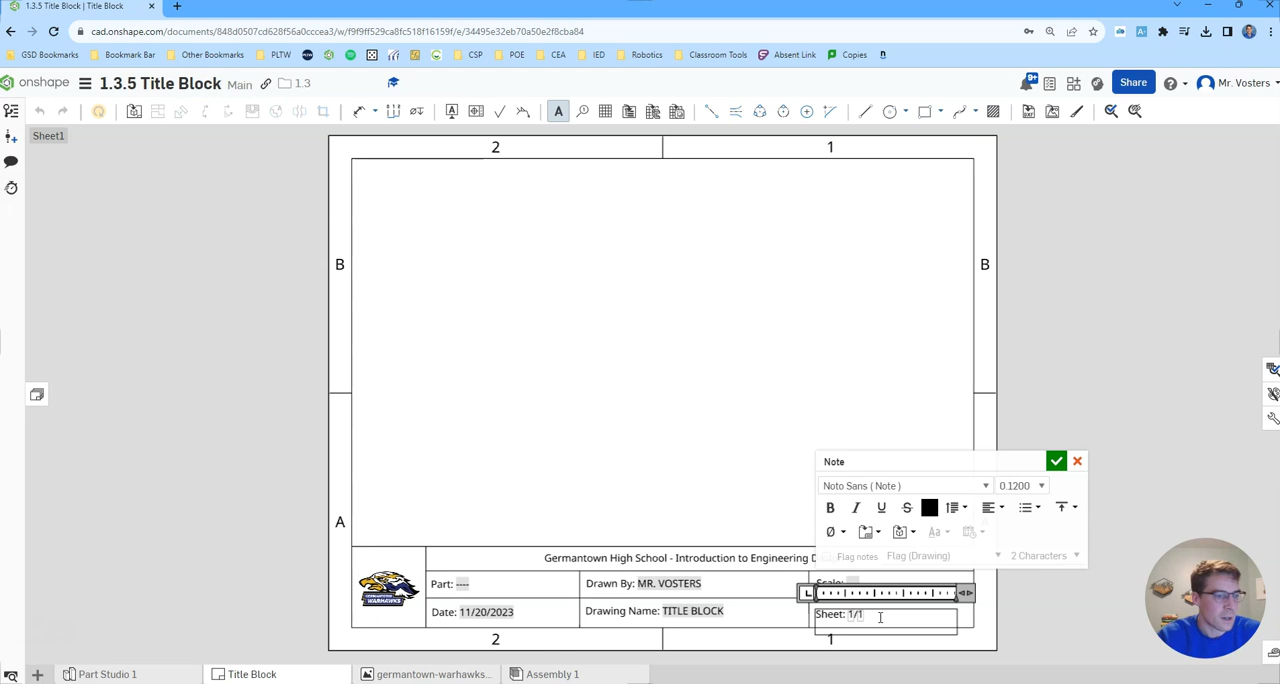 1.3.5 Title Block | Title Block
cad.onshape.com/documents/848d0507cd628f56a0cccea3/w/f9f9ff529ca8fc518f16159f/e/34495e32eb70a50e2f8cba84
GSD Bookmarks
Bookmark Bar
Other Bookmarks
PLTW
CSP
POE
CEA
IED
Robotics
Classroom Tools
Absent Link
Copies
onshape
1.3.5 Title Block
Main
1.3
9+
Share
Mr. Vosters
Sheet1
2
1
B
B
A
Note
Noto Sans ( Note )
0.1200
B I U S
Flag notes
Flag (Drawing)
2 Characters
Germantown High School - Introduction to Engineering
Part: ----
Drawn By: MR. VOSTERS
Scale:
Date: 11/20/2023
Drawing Name: TITLE BLOCK
Sheet: 1/1
2
1
Part Studio 1
Title Block
germantown-warhawks...
Assembly 1